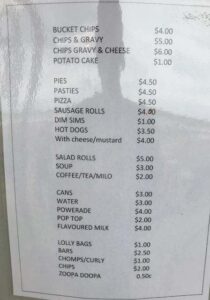 BUCKET CHIPS $4.00
CHIPS & GRAVY $5.00
CHIPS GRAVY & CHEESE $6.00
POTATO CAKE $1.00
PIES $4.50
PASTIES $4.50
PIZZA $4.50
SAUSAGE ROLLS $4.00
DIM SIMS $1.00
HOT DOGS $3.50
With cheese/mustard $4.00
SALAD ROLLS $5.00
SOUP $3.00
COFFEE/TEA/MILO $2.00
CANS $3.00
WATER $3.00
POWERADE $4.00
POP TOP $2.00
FLAVOURED MILK $4.00
LOLLY BAGS $1.00
BARS $2.50
CHOMPS/CURLY $1.00
CHIPS $2.00
ZOOPA DOOPA 0.50c